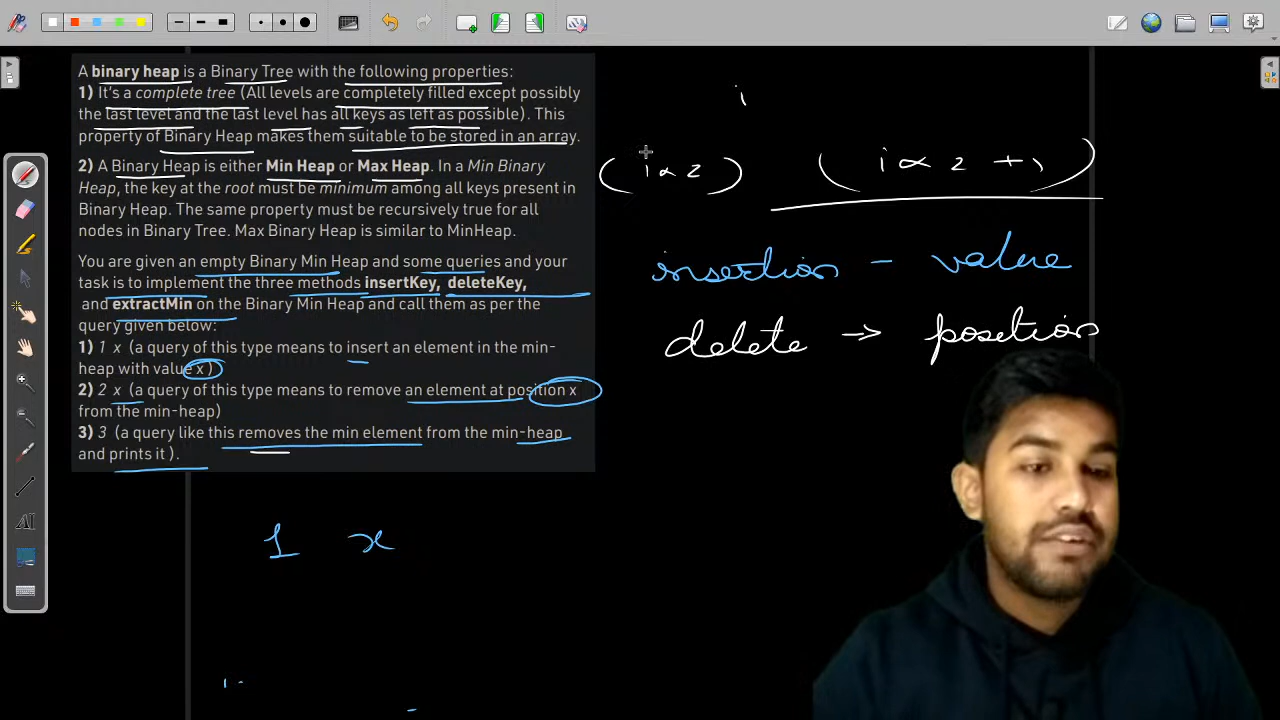 A binary heap is a Binary Tree with the following properties:
1) It's a complete tree (All levels are completely filled except possibly
the last level and the last level has all keys as left as possible). This
property of Binary Heap makes them suitable to be stored in an array.
2) A Binary Heap is either Min Heap or Max Heap. In a Min Binary
Heap, the key at the root must be minimum among all keys present in
Binary Heap. The same property must be recursively true for all
nodes in Binary Tree. Max Binary Heap is similar to MinHeap.
You are given an empty Binary Min Heap and some queries and your
task is to implement the three methods insertKey, deleteKey,
and extractMin on the Binary Min Heap and call them as per the
query given below:
1) 1 x (a query of this type means to insert an element in the min-
heap with value x )
2) 2 x (a query of this type means to remove an element at position x
from the min-heap)
3) 3 (a query like this removes the min element from the min-heap
and prints it ).
1 x
i
(i * 2) (i * 2 + 1)
insertion - value
delete → position